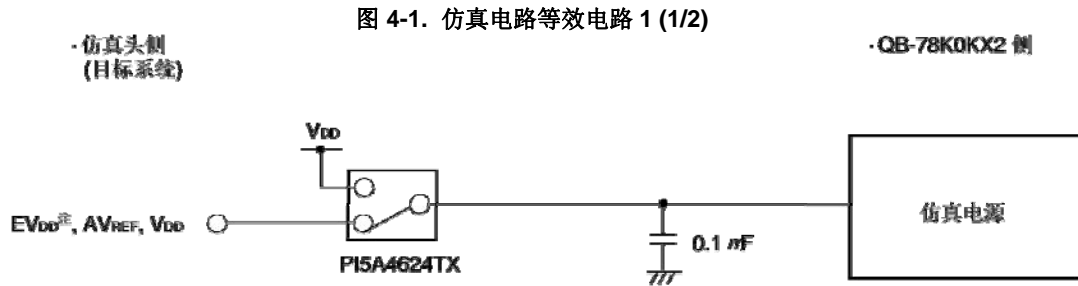 图 4-1. 仿真电路等效电路 1 (1/2)
·仿真头侧
(目标系统)
·QB-78K0KX2 侧
VDD
EVDD注, AVREF, VDD
PI5A4624TX
0.1 mF
仿真电源